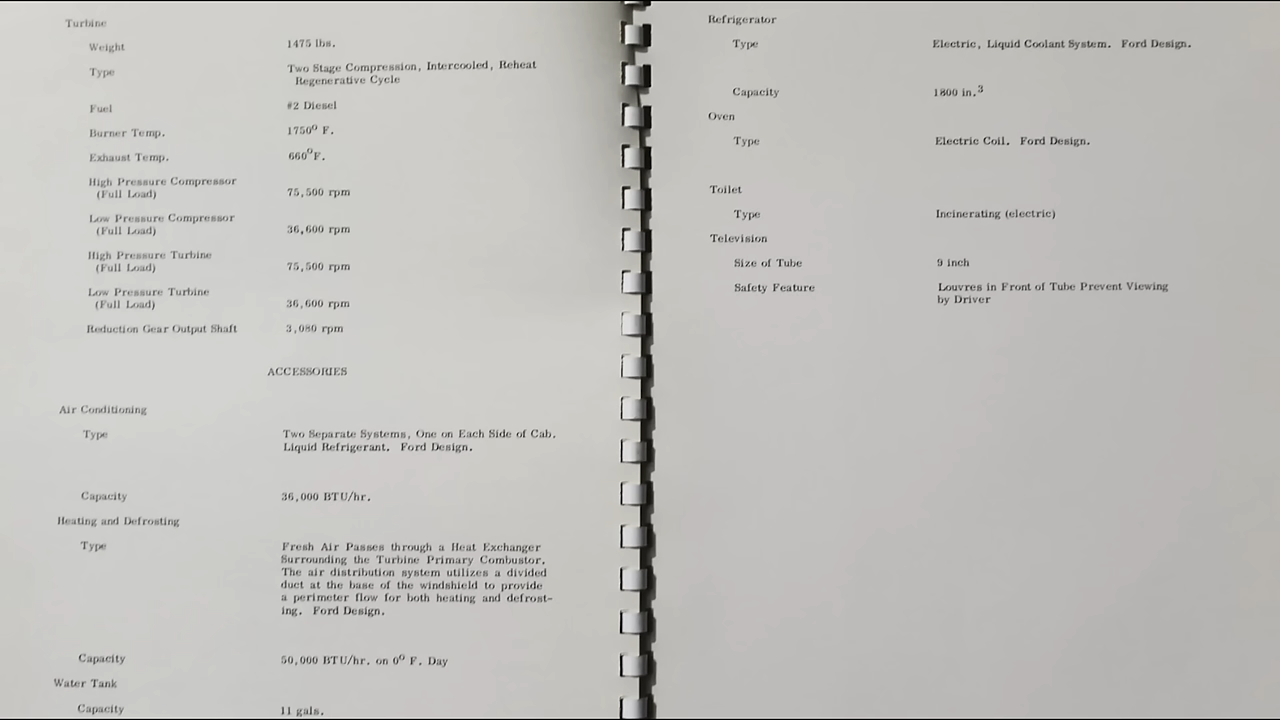 Turbine
Weight 1475 lbs.
Type Two Stage Compression, Intercooled, Reheat
Regenerative Cycle
Fuel #2 Diesel
Burner Temp. 1750° F.
Exhaust Temp. 660°F.
High Pressure Compressor
(Full Load) 75,500 rpm
Low Pressure Compressor
(Full Load) 36,600 rpm
High Pressure Turbine
(Full Load) 75,500 rpm
Low Pressure Turbine
(Full Load) 36,600 rpm
Reduction Gear Output Shaft 3,080 rpm
ACCESSORIES
Air Conditioning
Type Two Separate Systems, One on Each Side of Cab.
Liquid Refrigerant. Ford Design.
Capacity 36,000 BTU/hr.
Heating and Defrosting
Type Fresh Air Passes through a Heat Exchanger
Surrounding the Turbine Primary Combustor.
The air distribution system utilizes a divided
duct at the base of the windshield to provide
a perimeter flow for both heating and defrost-
ing. Ford Design.
Capacity 50,000 BTU/hr. on 0° F. Day
Water Tank
Capacity 11 gals.
Refrigerator
Type Electric, Liquid Coolant System. Ford Design.
Capacity 1800 in.³
Oven
Type Electric Coil. Ford Design.
Toilet
Type Incinerating (electric)
Television
Size of Tube 9 inch
Safety Feature Louvres in Front of Tube Prevent Viewing
by Driver